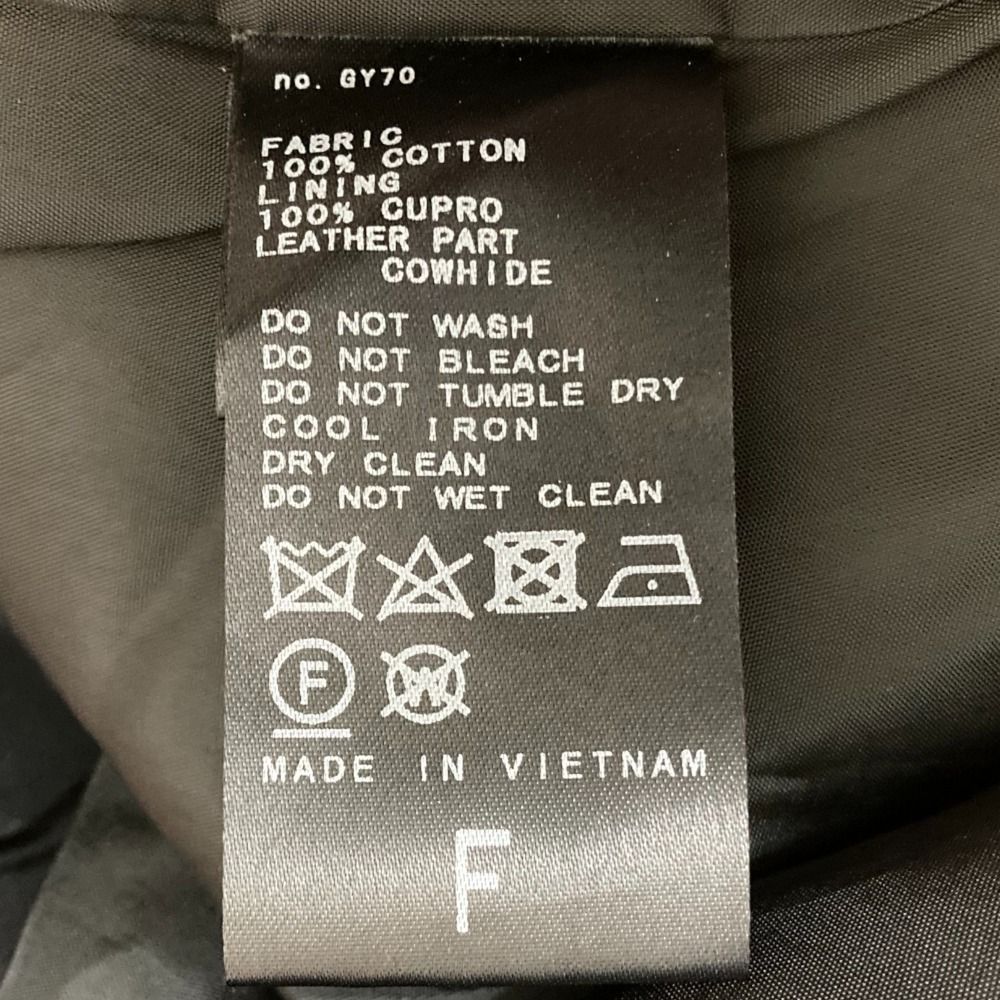 no. GY70
FABRIC
100% COTTON
LINING
100% CUPRO
LEATHER PART
COWHIDE
DO NOT WASH
DO NOT BLEACH
DO NOT TUMBLE DRY
COOL IRON
DRY CLEAN
DO NOT WET CLEAN
F W
MADE IN VIETNAM
F